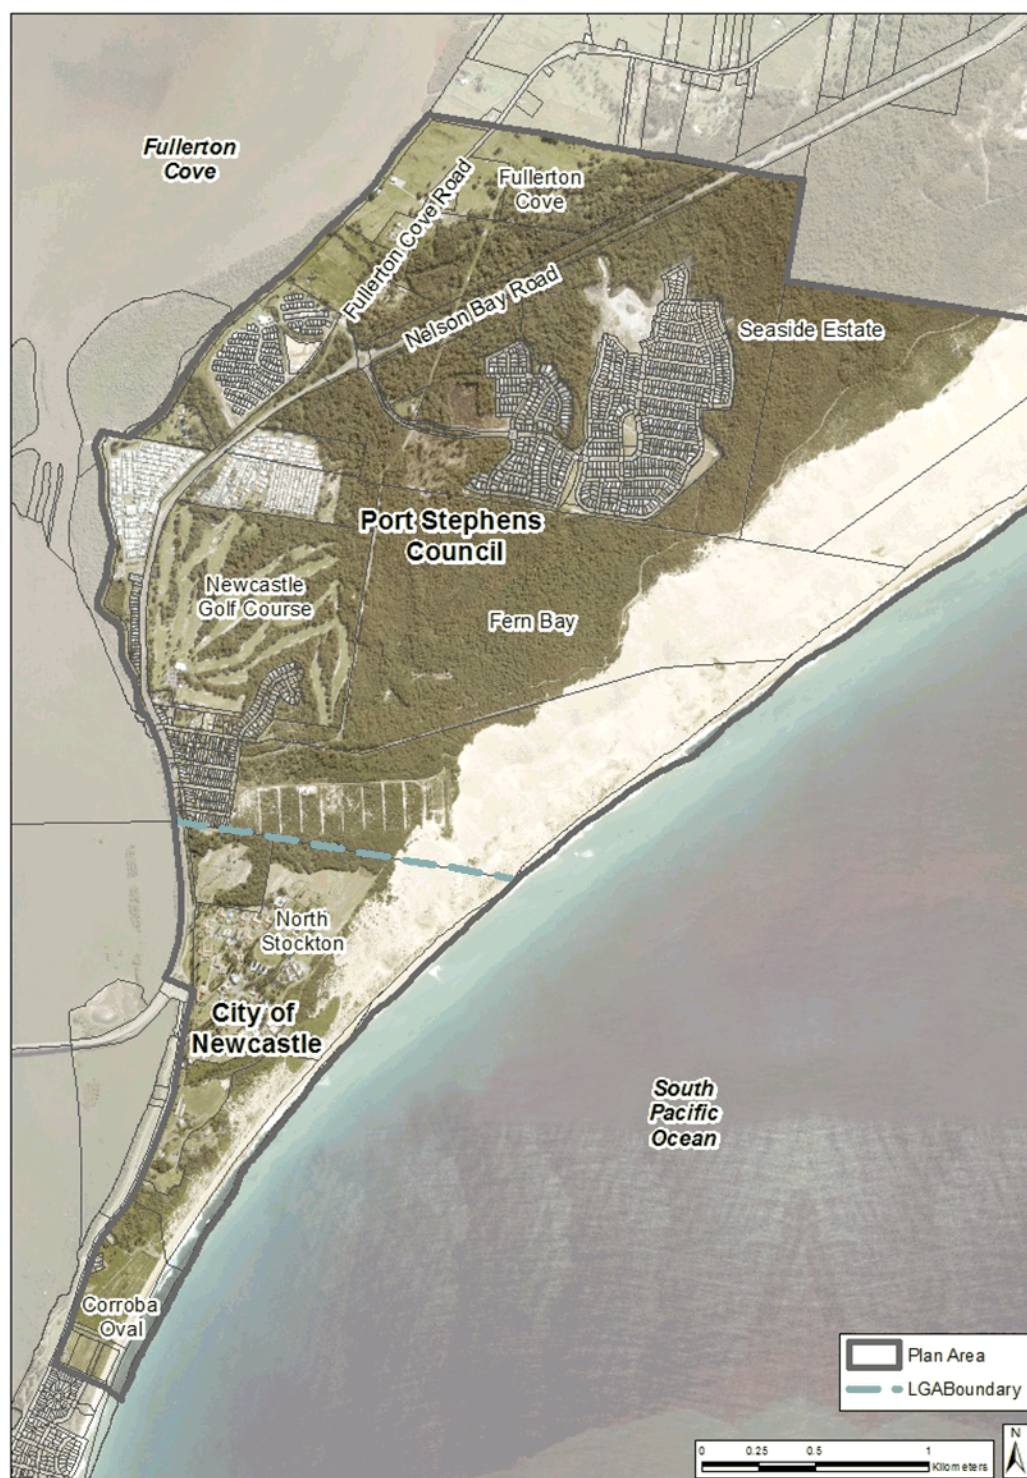 Fullerton
Cove
Fullerton
Cove
Fullerton Cove Road
Nelson Bay Road
Seaside Estate
Port Stephens
Council
Newcastle
Golf Course
Fern Bay
North
Stockton
City of
Newcastle
South
Pacific
Ocean
Corroba
Oval
Plan Area
LGABoundary
0 0.25 0.5 1
Kilometers
N